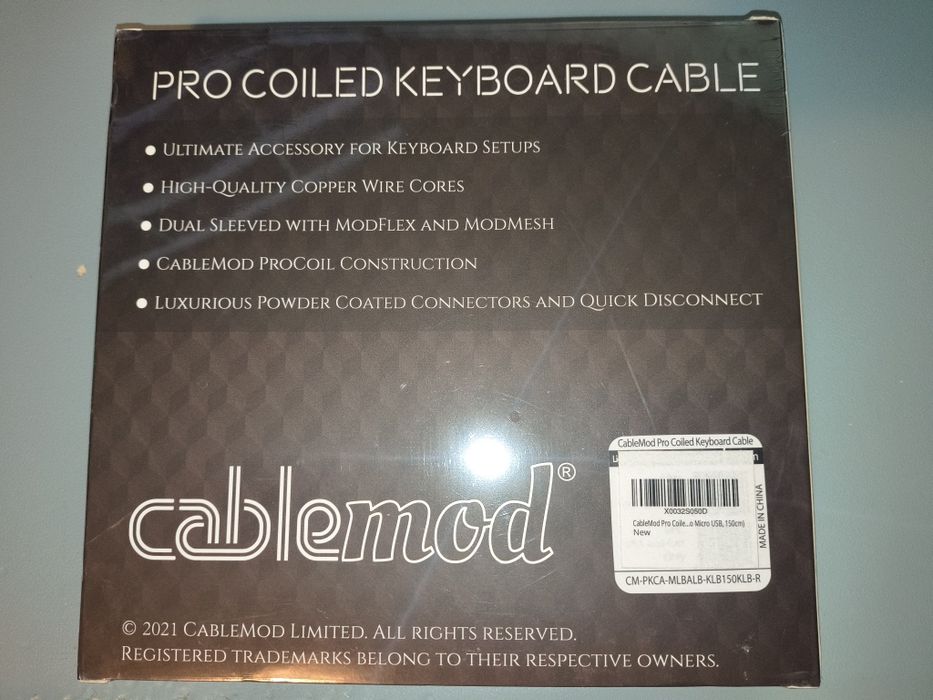 PRO COILED KEYBOARD CABLE
● ULTIMATE ACCESSORY FOR KEYBOARD SETUPS
● HIGH-QUALITY COPPER WIRE CORES
● DUAL SLEEVED WITH MODFLEX AND MODMESH
● CABLEMOD PROCOIL CONSTRUCTION
● LUXURIOUS POWDER COATED CONNECTORS AND QUICK DISCONNECT
cablemod®
CableMod Pro Coiled Keyboard Cable
X0032S050D
CableMod Pro Coile...o Micro USB, 150cm)
New
MADE IN CHINA
CM-PKCA-MLBALB-KLB150KLB-R
© 2021 CABLEMOD LIMITED. ALL RIGHTS RESERVED.
REGISTERED TRADEMARKS BELONG TO THEIR RESPECTIVE OWNERS.